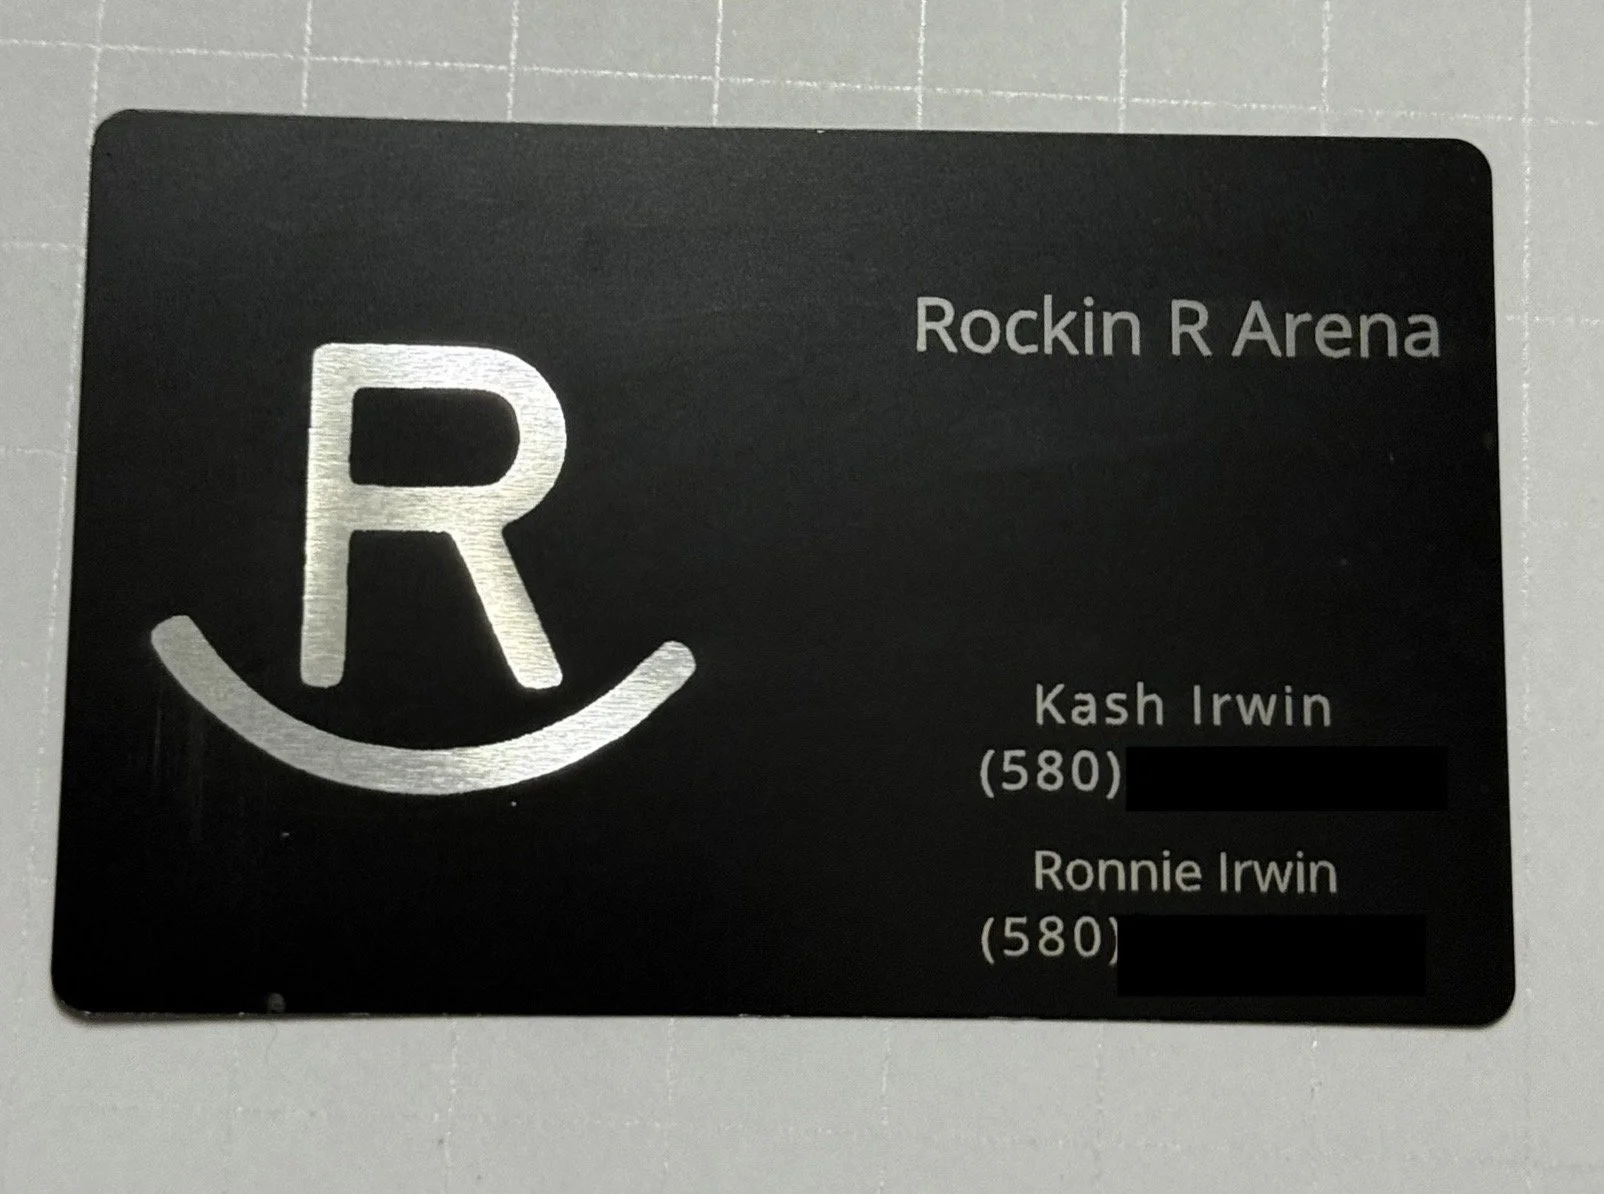 R
Rockin R Arena
Kash Irwin
(580)
Ronnie Irwin
(580)